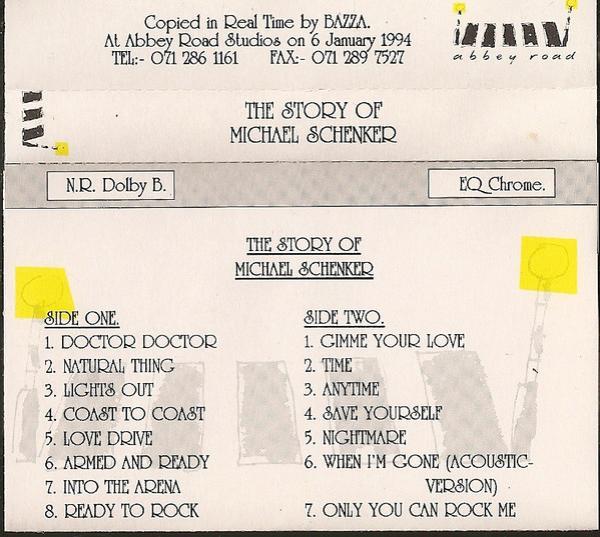 Copied in Real Time by BAZZA.
At Abbey Road Studios on 6 January 1994
TEL:- 071 286 1161 FAX:- 071 289 7527
abbey road
THE STORY OF
MICHAEL SCHENKER
N.R. Dolby B.
EQ Chrome.
THE STORY OF
MICHAEL SCHENKER
SIDE ONE.
1. DOCTOR DOCTOR
2. NATURAL THING
3. LIGHTS OUT
4. COAST TO COAST
5. LOVE DRIVE
6. ARMED AND READY
7. INTO THE ARENA
8. READY TO ROCK
SIDE TWO.
1. GIMME YOUR LOVE
2. TIME
3. ANYTIME
4. SAVE YOURSELF
5. NIGHTMARE
6. WHEN I'M GONE (ACOUSTIC-
VERSION)
7. ONLY YOU CAN ROCK ME